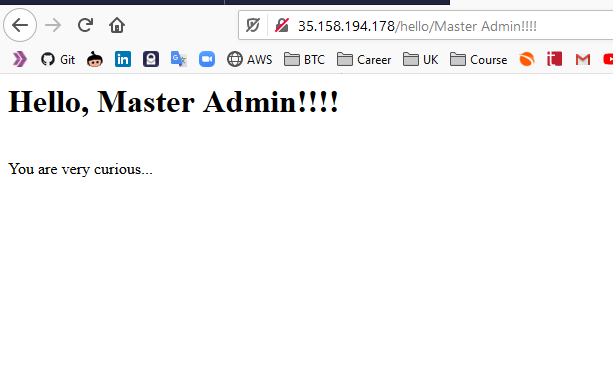 35.158.194.178/hello/Master Admin!!!!
Git AWS BTC Career UK Course
Hello, Master Admin!!!!
You are very curious...